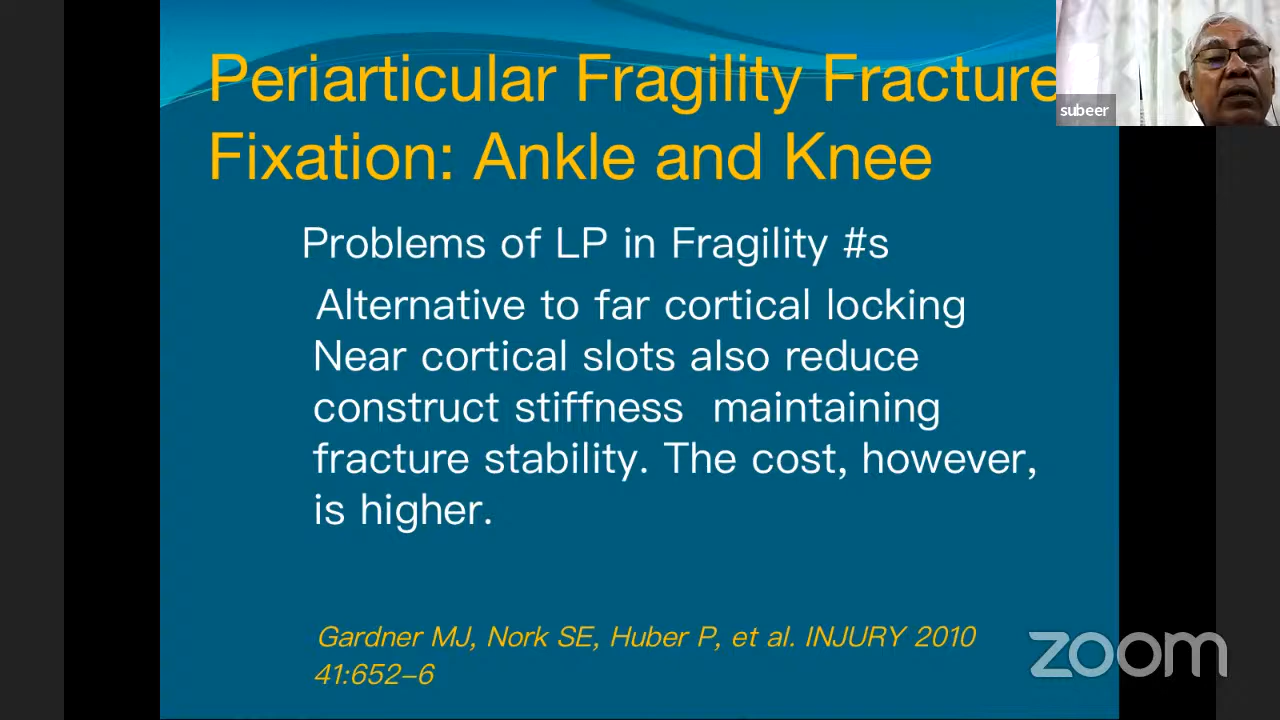 Periarticular Fragility Fracture
Fixation: Ankle and Knee
subeer
Problems of LP in Fragility #s
Alternative to far cortical locking
Near cortical slots also reduce
construct stiffness maintaining
fracture stability. The cost, however,
is higher.
Gardner MJ, Nork SE, Huber P, et al. INJURY 2010
41:652–6
zoom